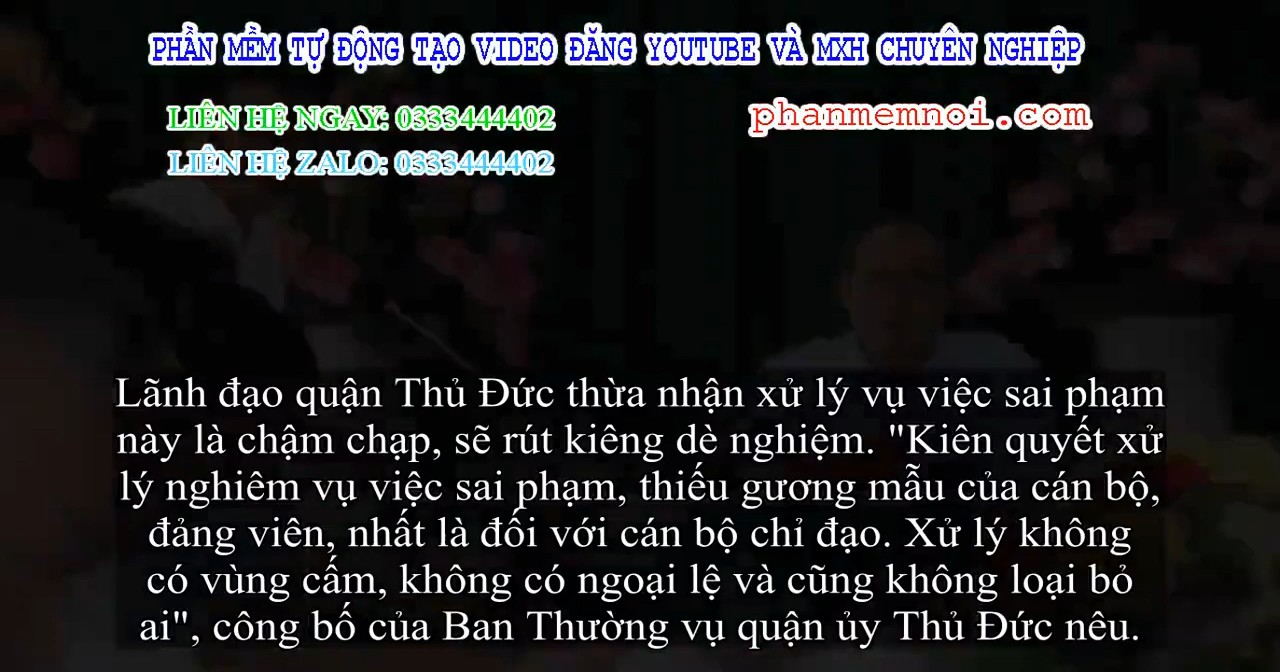 PHẦN MỀM TỰ ĐỘNG TẠO VIDEO ĐĂNG YOUTUBE VÀ MXH CHUYÊN NGHIỆP
LIÊN HỆ NGAY: 0333444402
phanmemnoi.com
LIÊN HỆ ZALO: 0333444402
Lãnh đạo quận Thủ Đức thừa nhận xử lý vụ việc sai phạm
này là chậm chạp, sẽ rút kiêng dè nghiệm. "Kiên quyết xử
lý nghiêm vụ việc sai phạm, thiếu gương mẫu của cán bộ,
đảng viên, nhất là đối với cán bộ chỉ đạo. Xử lý không
có vùng cấm, không có ngoại lệ và cũng không loại bỏ
ai", công bố của Ban Thường vụ quận ủy Thủ Đức nêu.